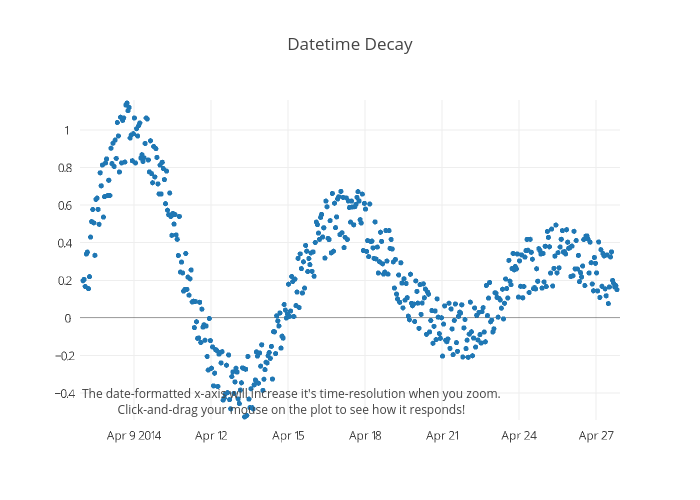 Datetime Decay
1
0.8
0.6
0.4
0.2
0
−0.2
−0.4
The date-formatted x-axis will increase it's time-resolution when you zoom.
Click-and-drag your mouse on the plot to see how it responds!
Apr 9 2014 Apr 12 Apr 15 Apr 18 Apr 21 Apr 24 Apr 27